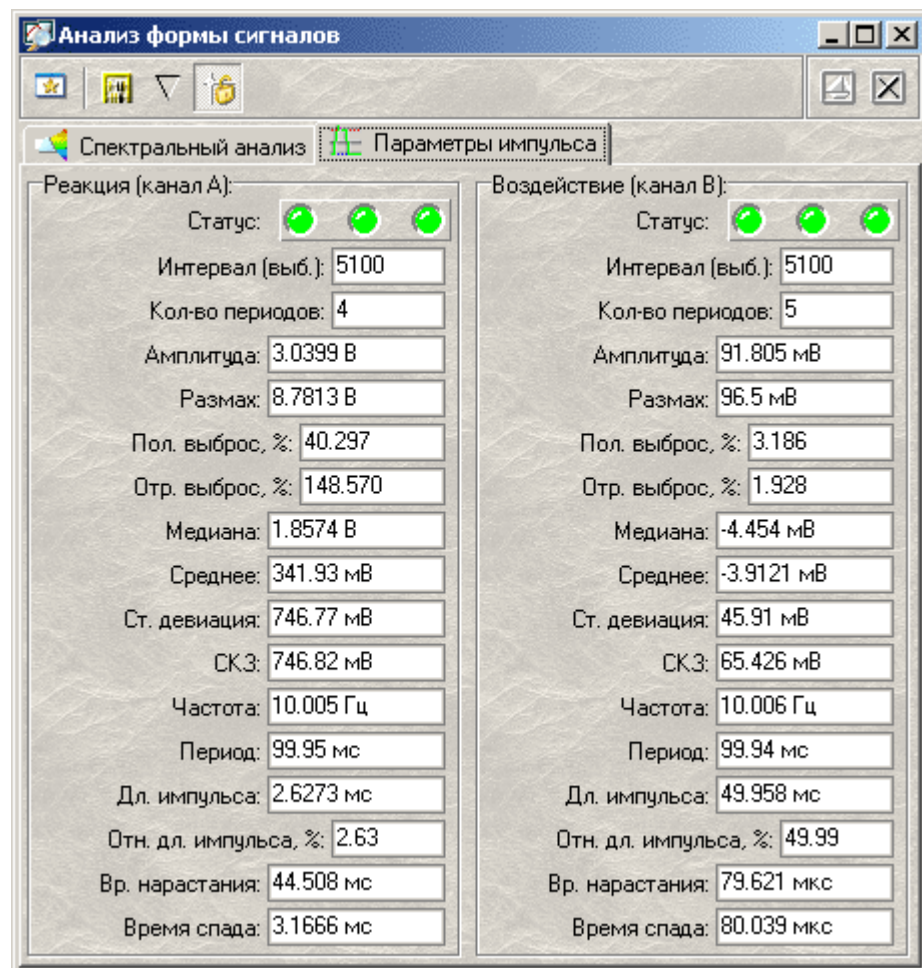 Анализ формы сигналов
Спектральный анализ
Параметры импульса
Реакция (канал A):
Статус:
Интервал (выб.): 5100
Кол-во периодов: 4
Амплитуда: 3.0399 В
Размах: 8.7813 В
Пол. выброс, %: 40.297
Отр. выброс, %: 148.570
Медиана: 1.8574 В
Среднее: 341.93 мВ
Ст. девиация: 746.77 мВ
СКЗ: 746.82 мВ
Частота: 10.005 Гц
Период: 99.95 мс
Дл. импульса: 2.6273 мс
Отн. дл. импульса, %: 2.63
Вр. нарастания: 44.508 мс
Время спада: 3.1666 мс
Воздействие (канал B):
Статус:
Интервал (выб.): 5100
Кол-во периодов: 5
Амплитуда: 91.805 мВ
Размах: 96.5 мВ
Пол. выброс, %: 3.186
Отр. выброс, %: 1.928
Медиана: -4.454 мВ
Среднее: -3.9121 мВ
Ст. девиация: 45.91 мВ
СКЗ: 65.426 мВ
Частота: 10.006 Гц
Период: 99.94 мс
Дл. импульса: 49.958 мс
Отн. дл. импульса, %: 49.99
Вр. нарастания: 79.621 мкс
Время спада: 80.039 мкс